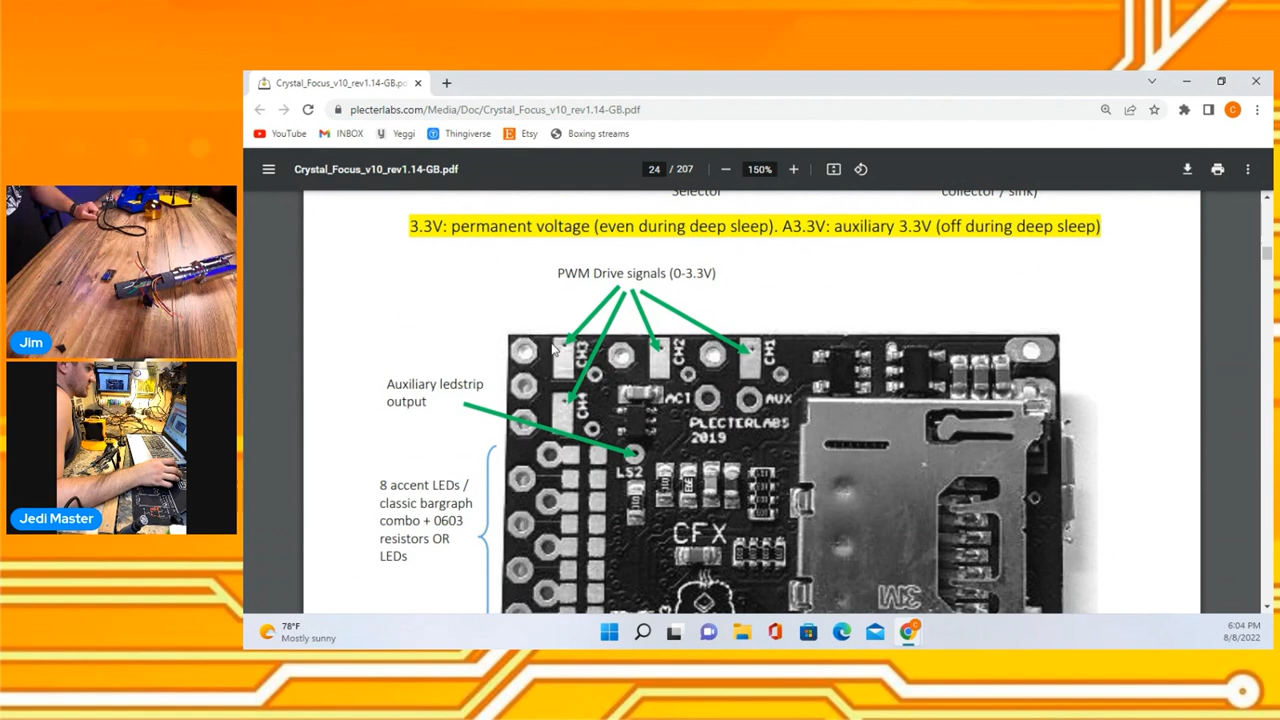 Crystal_Focus_v10_rev1.14-GB.pdf
plecterlabs.com/Media/Doc/Crystal_Focus_v10_rev1.14-GB.pdf
YouTube INBOX Yeggi Thingiverse Etsy Boxing streams
Crystal_Focus_v10_rev1.14-GB.pdf
24 / 207
150%
Selector
collector / sink)
3.3V: permanent voltage (even during deep sleep). A3.3V: auxiliary 3.3V (off during deep sleep)
PWM Drive signals (0-3.3V)
CH3
CH2
CH1
Auxiliary ledstrip
output
CH4
ACT
AUX
PLECTERLABS
2019
LS2
8 accent LEDs /
classic bargraph
combo + 0603
resistors OR
LEDs
CFX
3M
Jim
Jedi Master
78°F
Mostly sunny
6:04 PM
8/8/2022